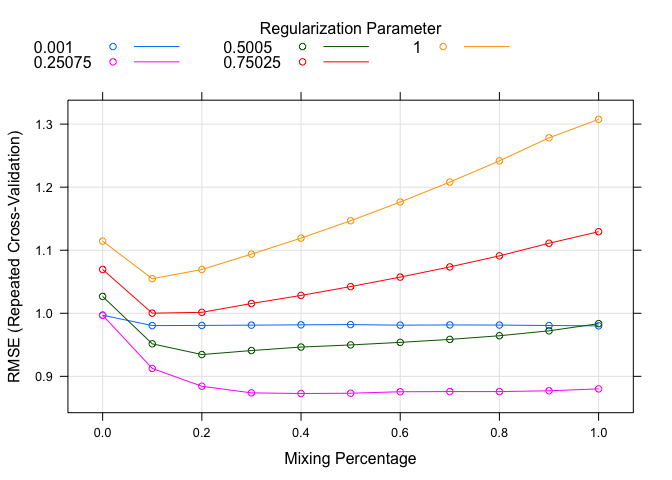 Regularization Parameter
0.001 0.5005 1
0.25075 0.75025
RMSE (Repeated Cross-Validation)
1.3
1.2
1.1
1.0
0.9
0.0 0.2 0.4 0.6 0.8 1.0
Mixing Percentage